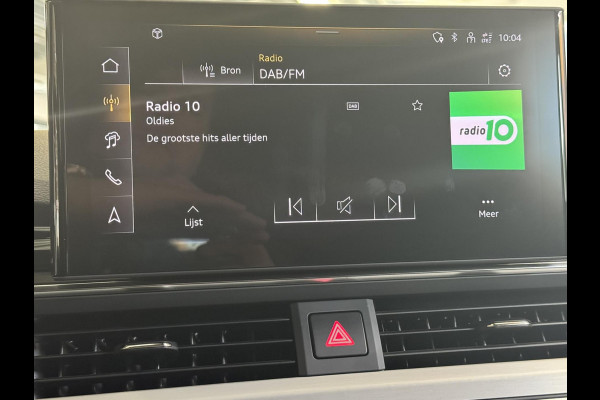 10:04
Radio
Bron
DAB/FM
Radio 10
DAB
Oldies
De grootste hits aller tijden
radio 10
Lijst
Meer